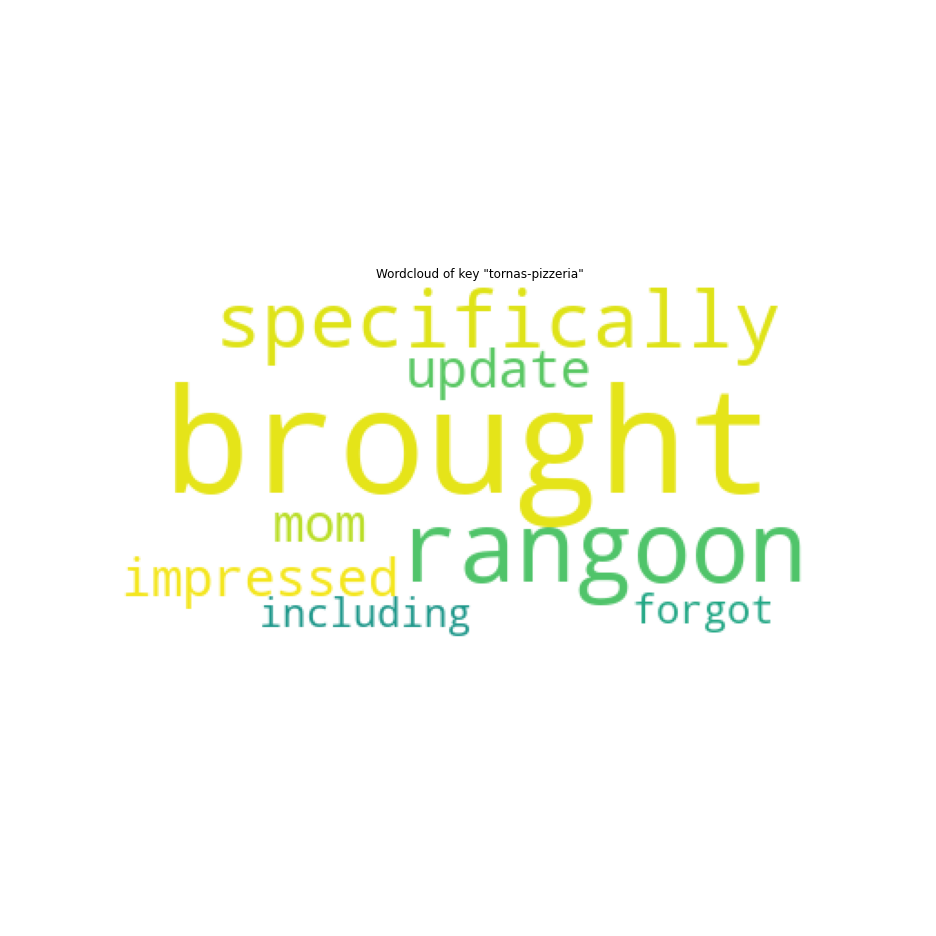 Wordcloud of key "tornas-pizzeria"
specifically
update
brought
mom
rangoon
impressed
including
forgot